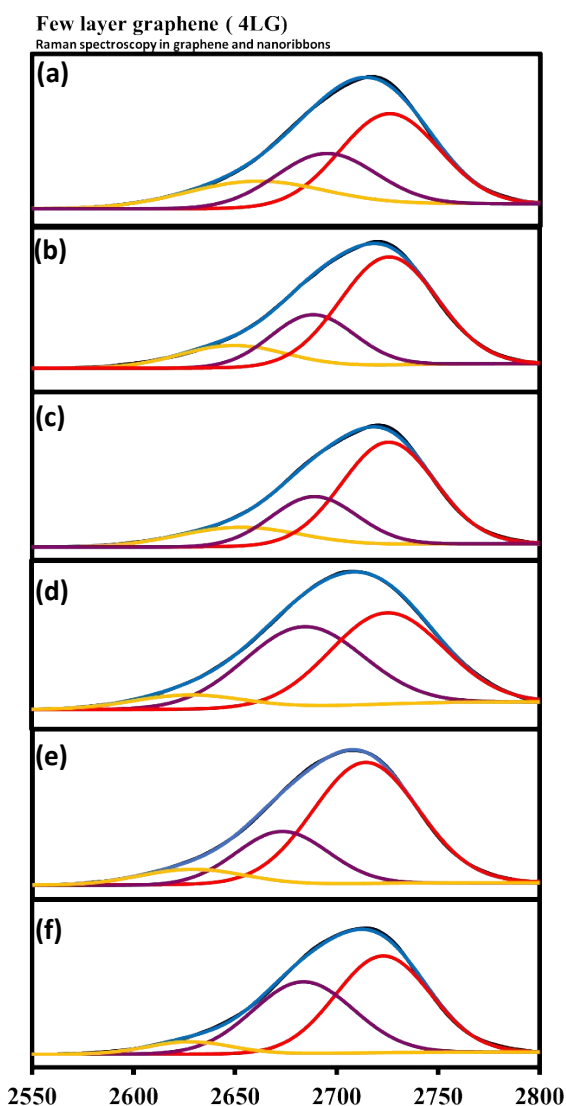 Few layer graphene ( 4LG)
Raman spectroscopy in graphene and nanoribbons
(a)
(b)
(c)
(d)
(e)
(f)
2550 2600 2650 2700 2750 2800